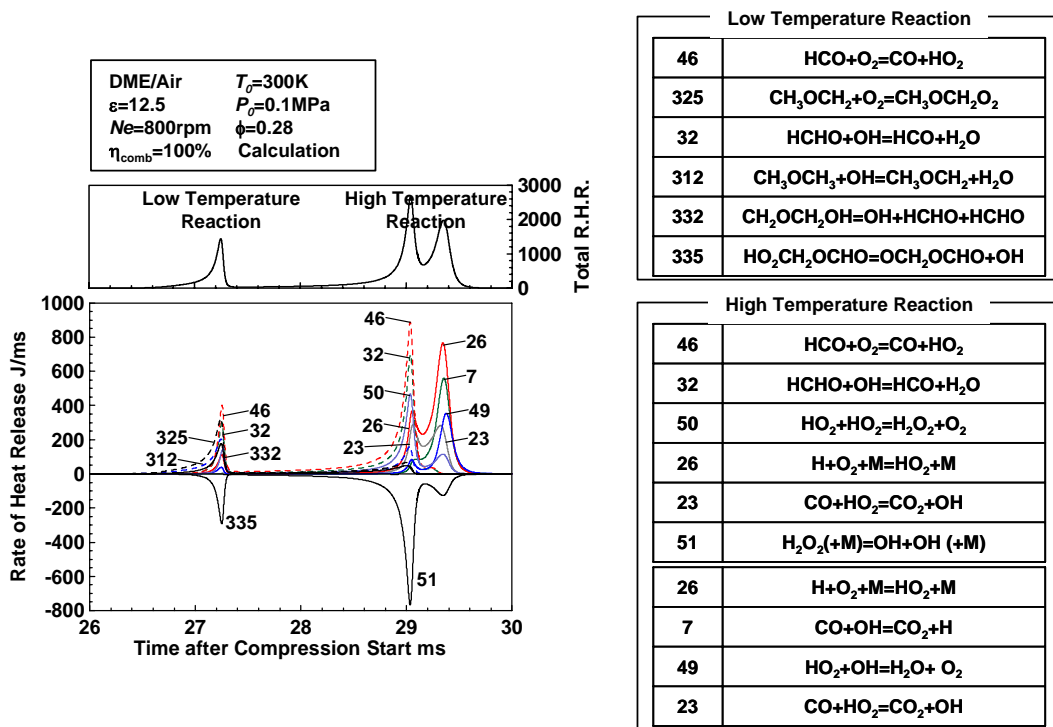 DME/Air T₀=300K
ε=12.5 P₀=0.1MPa
Ne=800rpm ϕ=0.28
η_comb=100% Calculation
Low Temperature
Reaction
High Temperature
Reaction
3000
2000
1000
0
Total R.H.R.
1000
800
600
400
200
0
-200
-400
-600
-800
Rate of Heat Release J/ms
46
325
32
312
332
335
46
32
50
26
23
51
26
7
49
23
26 27 28 29 30
Time after Compression Start ms
Low Temperature Reaction
46 HCO+O₂=CO+HO₂
325 CH₃OCH₂+O₂=CH₃OCH₂O₂
32 HCHO+OH=HCO+H₂O
312 CH₃OCH₃+OH=CH₃OCH₂+H₂O
332 CH₂OCH₂OH=OH+HCHO+HCHO
335 HO₂CH₂OCHO=OCH₂OCHO+OH
High Temperature Reaction
46 HCO+O₂=CO+HO₂
32 HCHO+OH=HCO+H₂O
50 HO₂+HO₂=H₂O₂+O₂
26 H+O₂+M=HO₂+M
23 CO+HO₂=CO₂+OH
51 H₂O₂(+M)=OH+OH (+M)
26 H+O₂+M=HO₂+M
7 CO+OH=CO₂+H
49 HO₂+OH=H₂O+ O₂
23 CO+HO₂=CO₂+OH